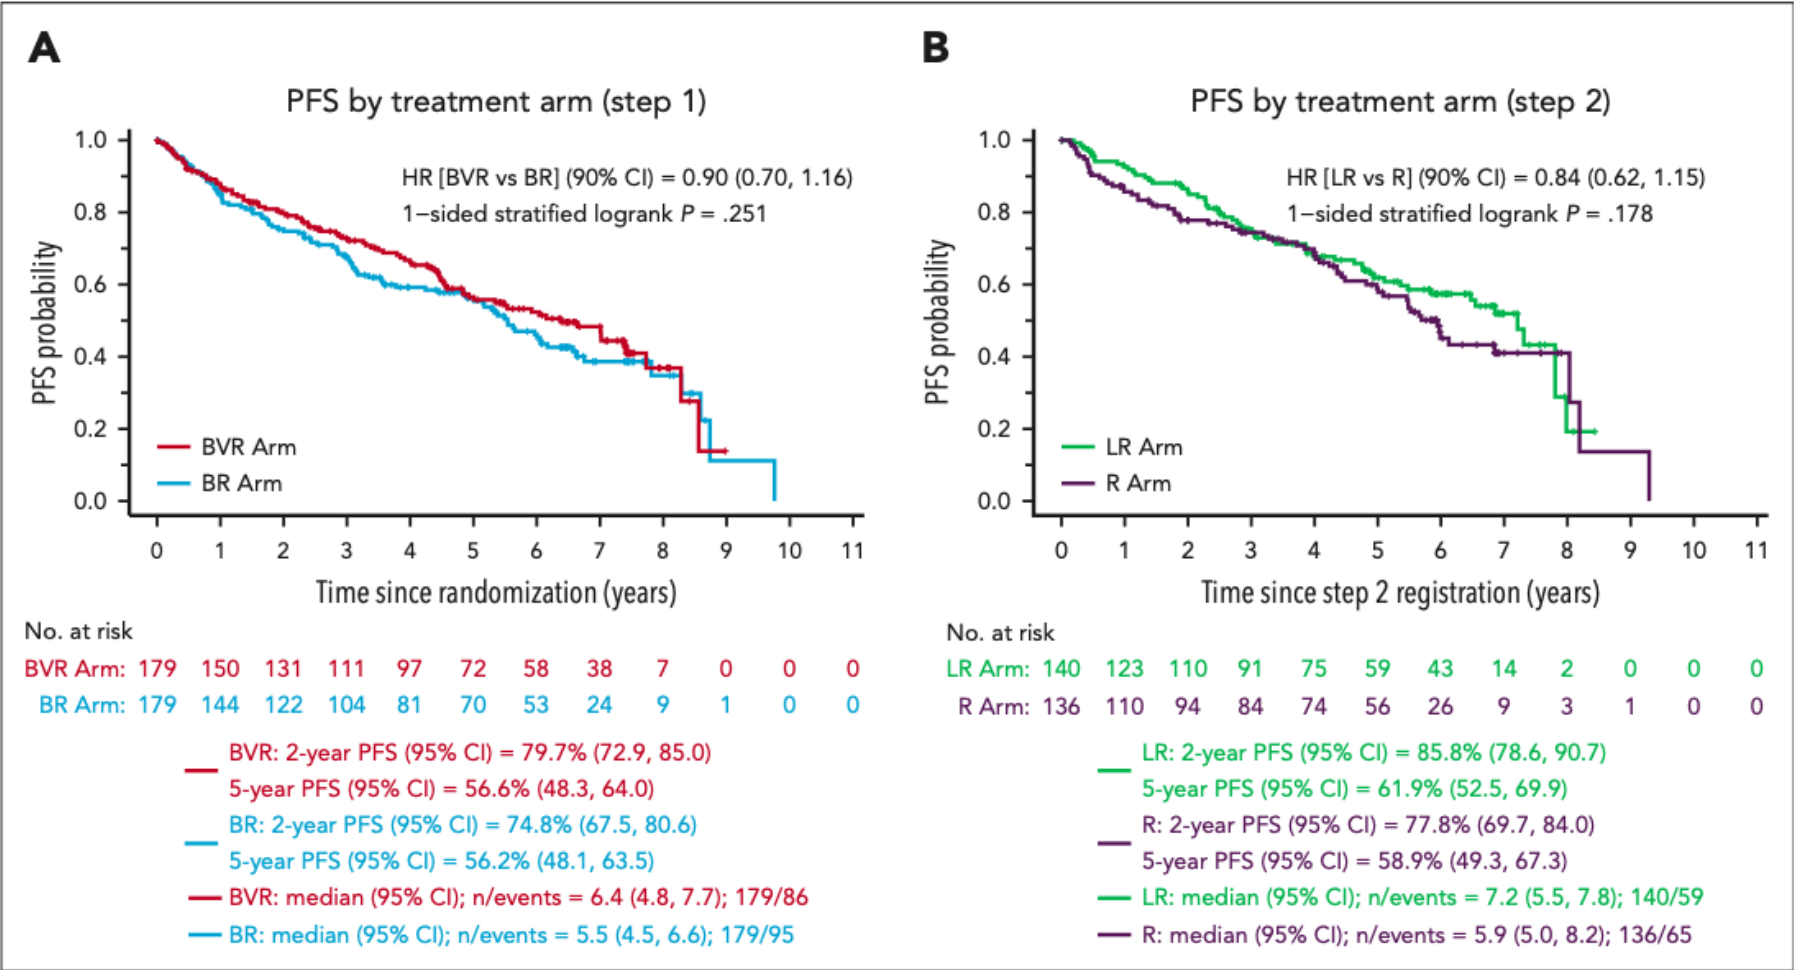 A
PFS by treatment arm (step 1)
HR [BVR vs BR] (90% CI) = 0.90 (0.70, 1.16)
1−sided stratified logrank P = .251
PFS probability
1.0
0.8
0.6
0.4
0.2
0.0
BVR Arm
BR Arm
0 1 2 3 4 5 6 7 8 9 10 11
Time since randomization (years)
No. at risk
BVR Arm: 179 150 131 111 97 72 58 38 7 0 0 0
BR Arm: 179 144 122 104 81 70 53 24 9 1 0 0
BVR: 2-year PFS (95% CI) = 79.7% (72.9, 85.0)
5-year PFS (95% CI) = 56.6% (48.3, 64.0)
BR: 2-year PFS (95% CI) = 74.8% (67.5, 80.6)
5-year PFS (95% CI) = 56.2% (48.1, 63.5)
BVR: median (95% CI); n/events = 6.4 (4.8, 7.7); 179/86
BR: median (95% CI); n/events = 5.5 (4.5, 6.6); 179/95
B
PFS by treatment arm (step 2)
HR [LR vs R] (90% CI) = 0.84 (0.62, 1.15)
1−sided stratified logrank P = .178
PFS probability
1.0
0.8
0.6
0.4
0.2
0.0
LR Arm
R Arm
0 1 2 3 4 5 6 7 8 9 10 11
Time since step 2 registration (years)
No. at risk
LR Arm: 140 123 110 91 75 59 43 14 2 0 0 0
R Arm: 136 110 94 84 74 56 26 9 3 1 0 0
LR: 2-year PFS (95% CI) = 85.8% (78.6, 90.7)
5-year PFS (95% CI) = 61.9% (52.5, 69.9)
R: 2-year PFS (95% CI) = 77.8% (69.7, 84.0)
5-year PFS (95% CI) = 58.9% (49.3, 67.3)
LR: median (95% CI); n/events = 7.2 (5.5, 7.8); 140/59
R: median (95% CI); n/events = 5.9 (5.0, 8.2); 136/65